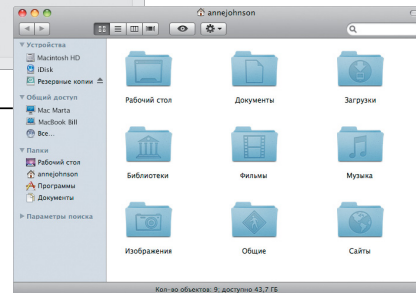 annejohnson
Устройства
Macintosh HD
iDisk
Резервные копии
Общий доступ
Mac Marta
MacBook Bill
Все...
Папки
Рабочий стол
annejohnson
Программы
Документы
Параметры поиска
Рабочий стол
Документы
Загрузки
Библиотеки
Фильмы
Музыка
Изображения
Общие
Сайты
Кол-во объектов: 9; доступно 43,7 ГБ